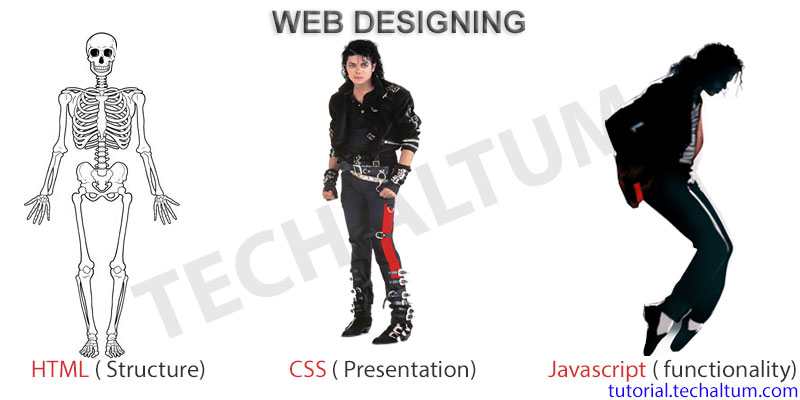 WEB DESIGNING
TECHALTUM
HTML ( Structure)
CSS ( Presentation)
Javascript ( functionality)
tutorial.techaltum.com